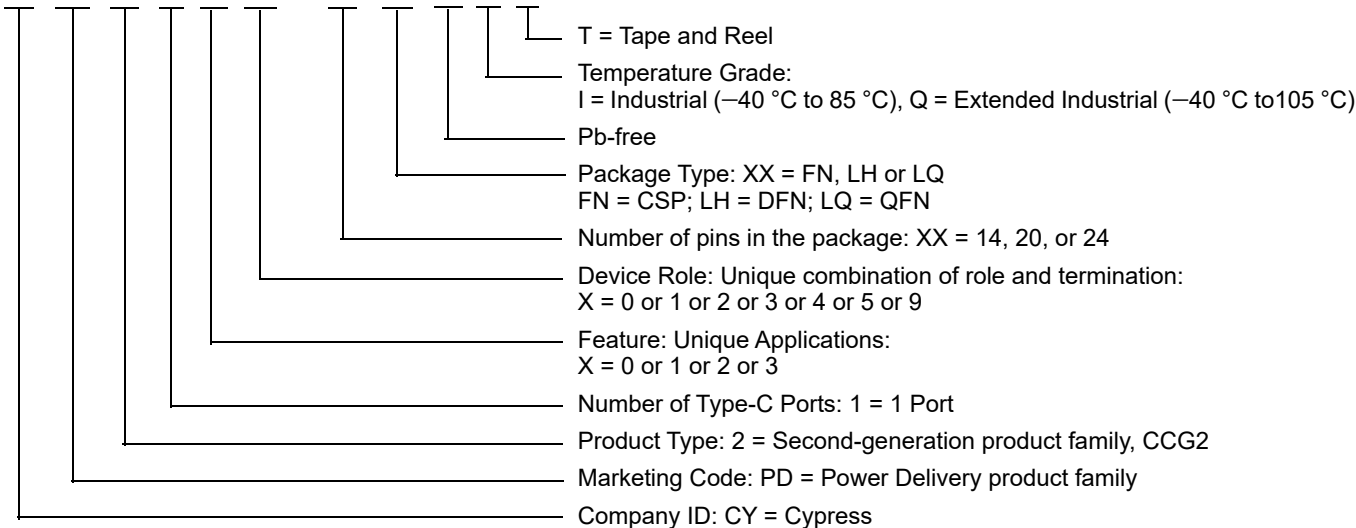 T = Tape and Reel
Temperature Grade:
I = Industrial (–40 °C to 85 °C), Q = Extended Industrial (–40 °C to105 °C)
Pb-free
Package Type: XX = FN, LH or LQ
FN = CSP; LH = DFN; LQ = QFN
Number of pins in the package: XX = 14, 20, or 24
Device Role: Unique combination of role and termination:
X = 0 or 1 or 2 or 3 or 4 or 5 or 9
Feature: Unique Applications:
X = 0 or 1 or 2 or 3
Number of Type-C Ports: 1 = 1 Port
Product Type: 2 = Second-generation product family, CCG2
Marketing Code: PD = Power Delivery product family
Company ID: CY = Cypress